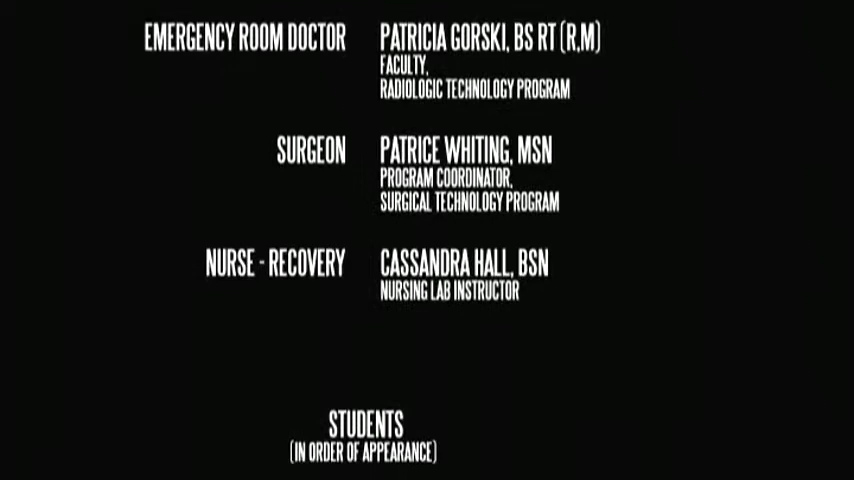 EMERGENCY ROOM DOCTOR PATRICIA GORSKI, BS RT (R,M)
FACULTY,
RADIOLOGIC TECHNOLOGY PROGRAM
SURGEON PATRICE WHITING, MSN
PROGRAM COORDINATOR,
SURGICAL TECHNOLOGY PROGRAM
NURSE - RECOVERY CASSANDRA HALL, BSN
NURSING LAB INSTRUCTOR
STUDENTS
(IN ORDER OF APPEARANCE)